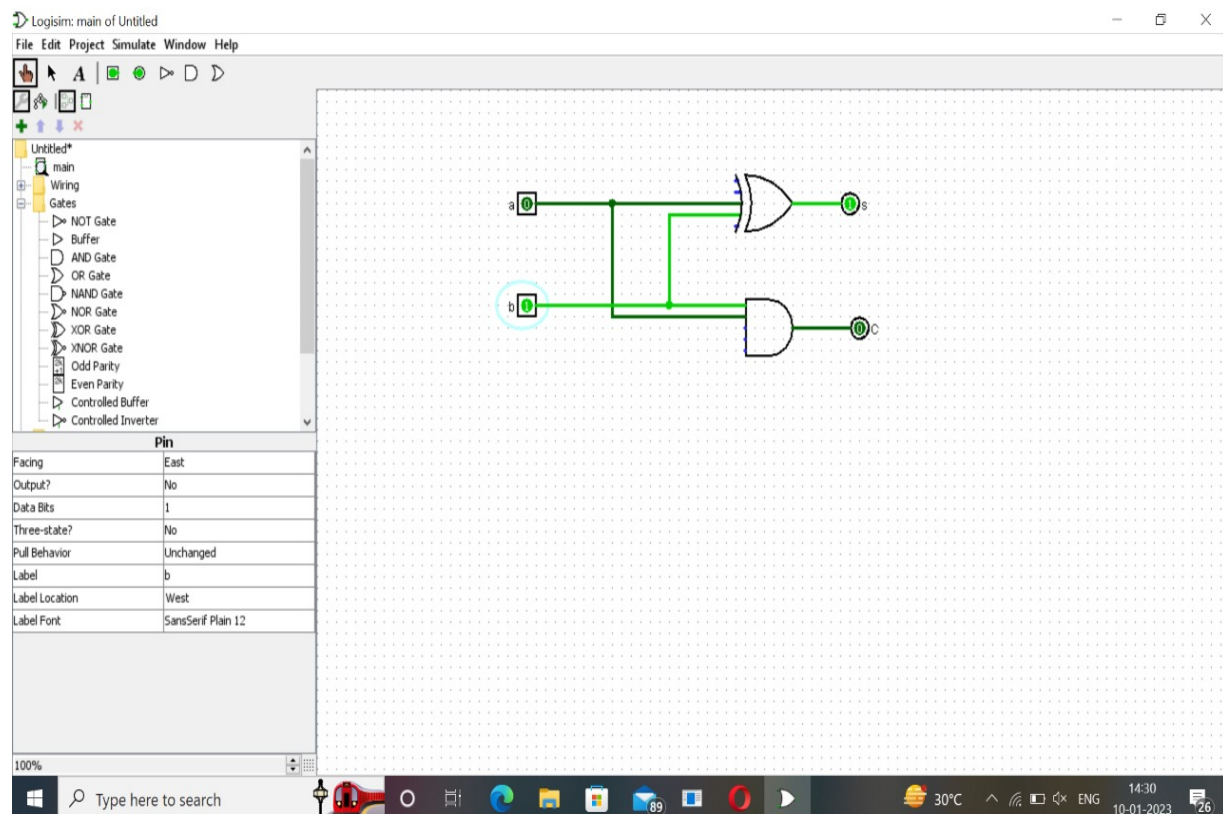 Logisim: main of Untitled
File Edit Project Simulate Window Help
A
Untitled*
main
Wiring
Gates
NOT Gate
Buffer
AND Gate
OR Gate
NAND Gate
NOR Gate
XOR Gate
XNOR Gate
Odd Parity
Even Parity
Controlled Buffer
Controlled Inverter
Pin
Facing East
Output? No
Data Bits 1
Three-state? No
Pull Behavior Unchanged
Label b
Label Location West
Label Font SansSerif Plain 12
100%
a 0
1 s
b 1
0 C
Type here to search
89
30°C
ENG
14:30
10-01-2023
26